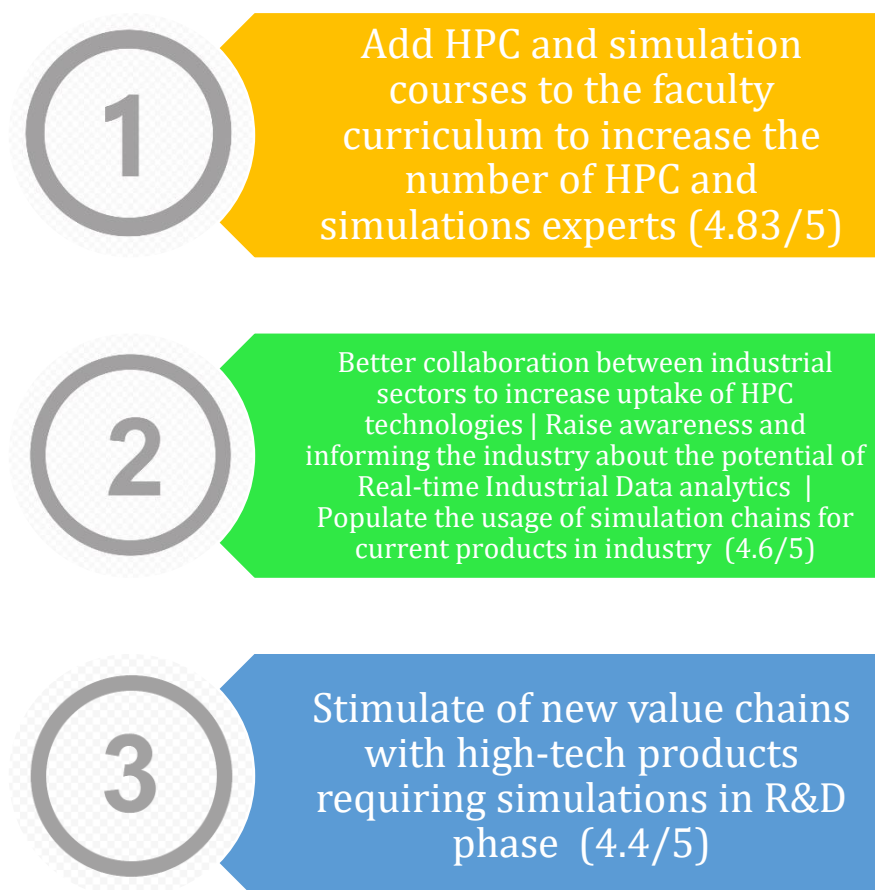 1
Add HPC and simulation
courses to the faculty
curriculum to increase the
number of HPC and
simulations experts (4.83/5)
2
Better collaboration between industrial
sectors to increase uptake of HPC
technologies | Raise awareness and
informing the industry about the potential of
Real-time Industrial Data analytics |
Populate the usage of simulation chains for
current products in industry (4.6/5)
3
Stimulate of new value chains
with high-tech products
requiring simulations in R&D
phase (4.4/5)